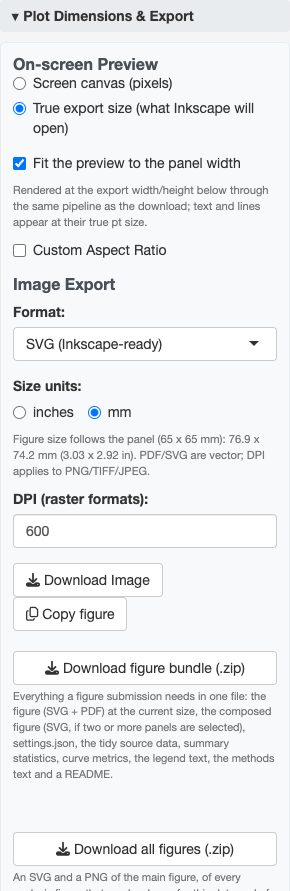 ▾ Plot Dimensions & Export
On-screen Preview
Screen canvas (pixels)
True export size (what Inkscape will
open)
Fit the preview to the panel width
Rendered at the export width/height below through
the same pipeline as the download; text and lines
appear at their true pt size.
Custom Aspect Ratio
Image Export
Format:
SVG (Inkscape-ready)
Size units:
inches mm
Figure size follows the panel (65 x 65 mm): 76.9 x
74.2 mm (3.03 x 2.92 in). PDF/SVG are vector; DPI
applies to PNG/TIFF/JPEG.
DPI (raster formats):
600
Download Image
Copy figure
Download figure bundle (.zip)
Everything a figure submission needs in one file: the
figure (SVG + PDF) at the current size, the composed
figure (SVG, if two or more panels are selected),
settings.json, the tidy source data, summary
statistics, curve metrics, the legend text, the methods
text and a README.
Download all figures (.zip)
An SVG and a PNG of the main figure, of every